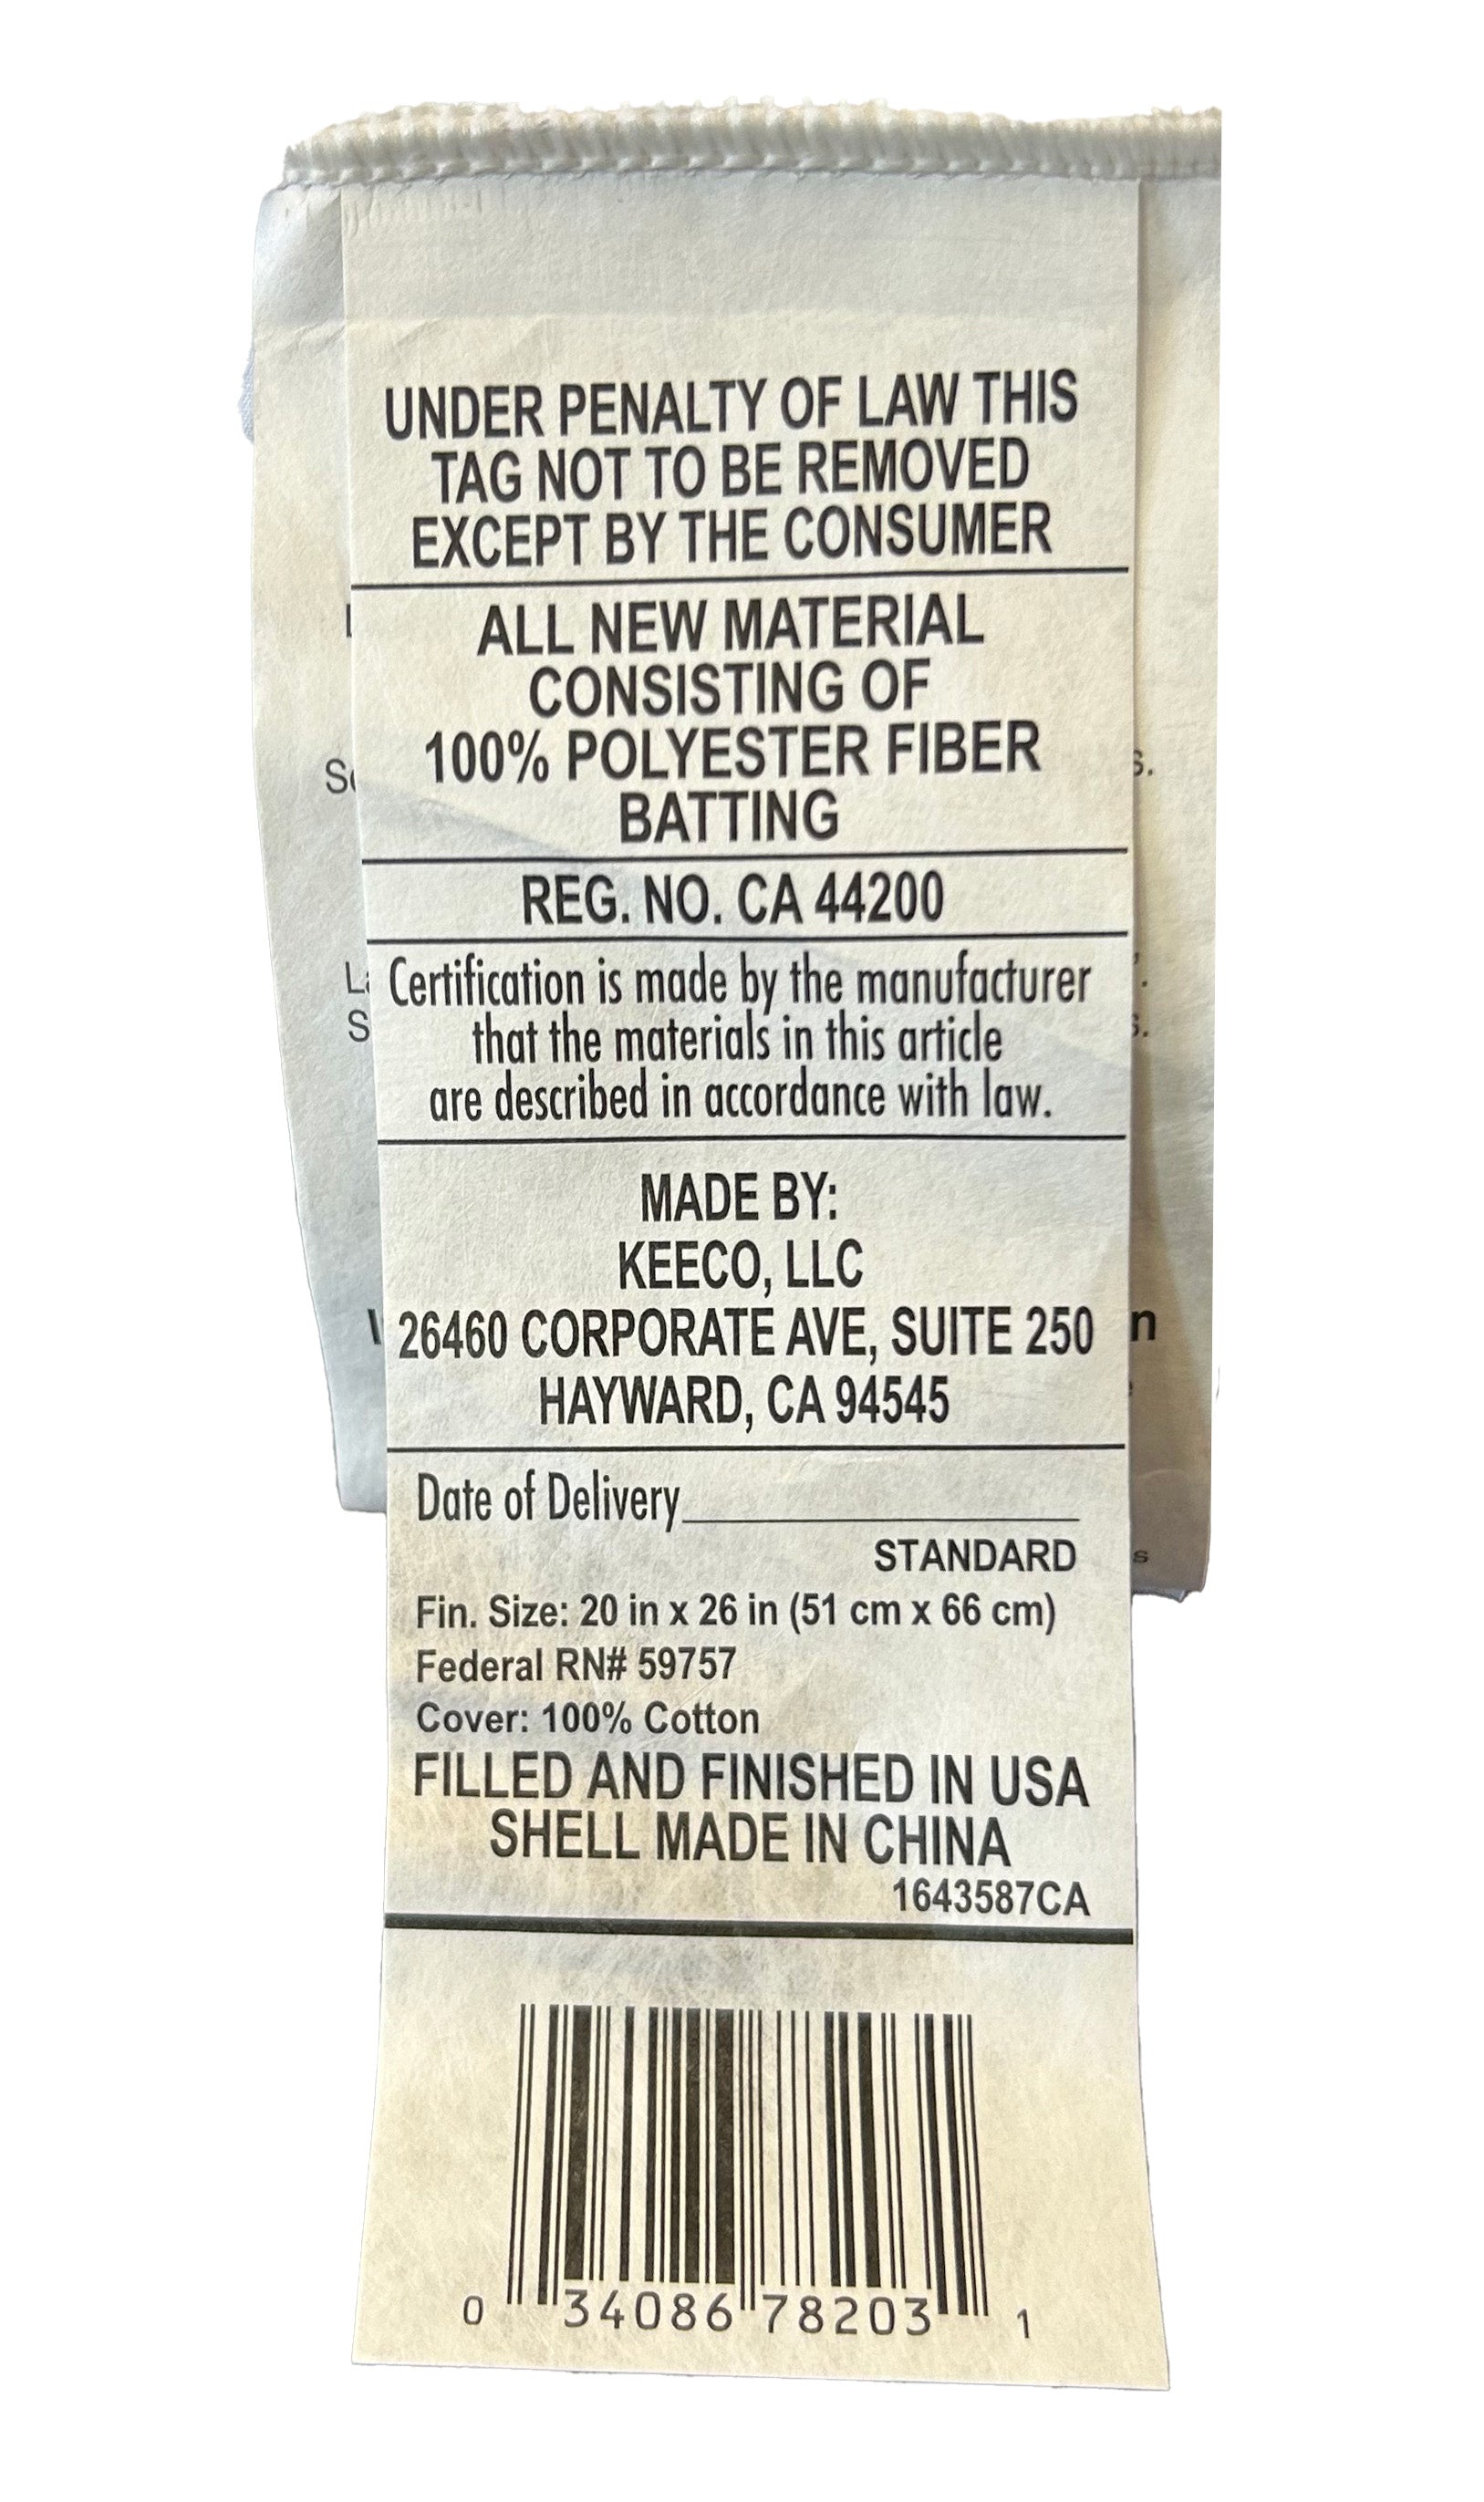 UNDER PENALTY OF LAW THIS
TAG NOT TO BE REMOVED
EXCEPT BY THE CONSUMER
ALL NEW MATERIAL
CONSISTING OF
100% POLYESTER FIBER
BATTING
REG. NO. CA 44200
Certification is made by the manufacturer
that the materials in this article
are described in accordance with law.
MADE BY:
KEECO, LLC
26460 CORPORATE AVE, SUITE 250
HAYWARD, CA 94545
Date of Delivery
STANDARD
Fin. Size: 20 in x 26 in (51 cm x 66 cm)
Federal RN# 59757
Cover: 100% Cotton
FILLED AND FINISHED IN USA
SHELL MADE IN CHINA
1643587CA
0 34086 78203 1